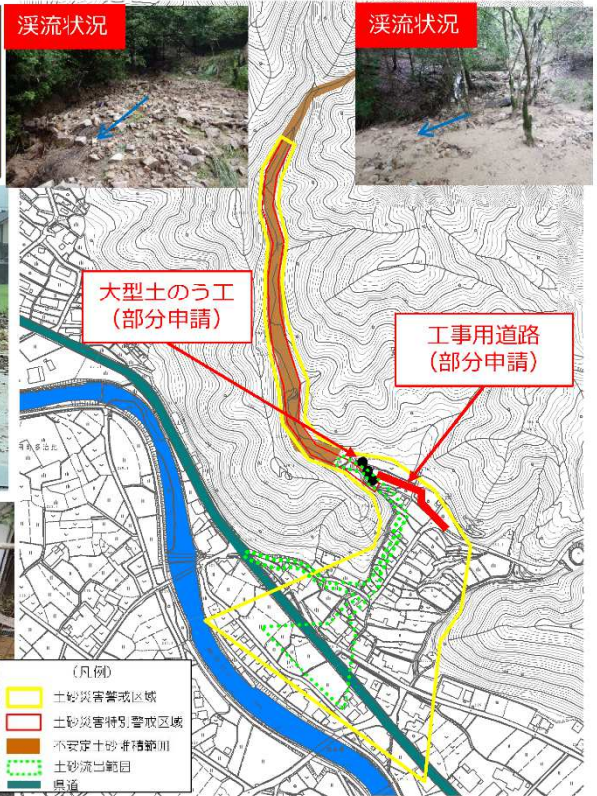 渓流状況
渓流状況
大型土のう工
(部分申請)
工事用道路
(部分申請)
(凡例)
土砂災害警戒区域
土砂災害特別警戒区域
不安定土砂堆積範囲
土砂流出範囲
県道